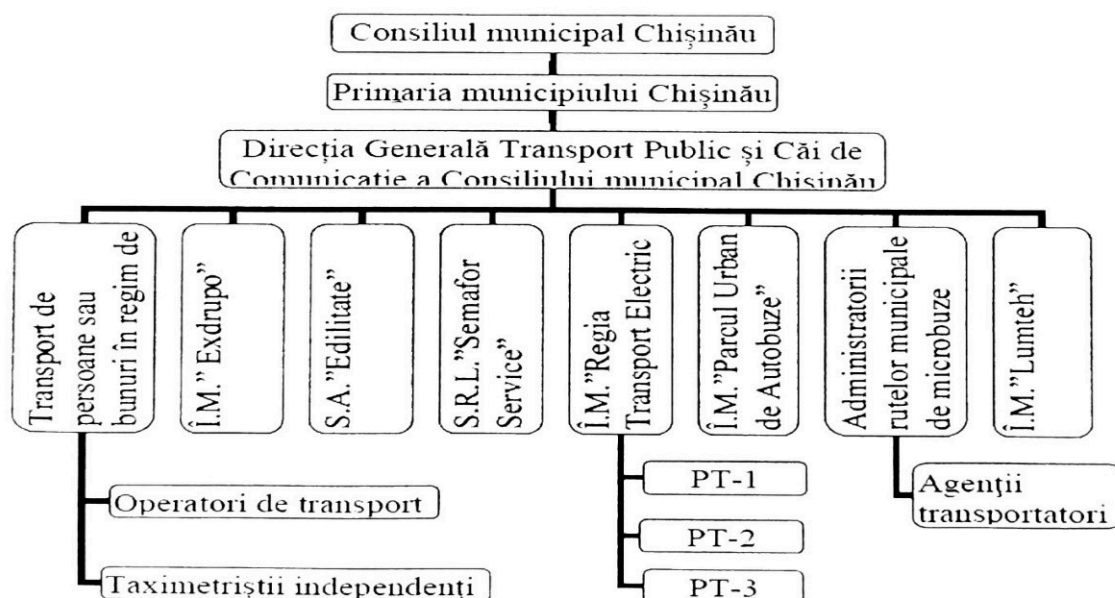 Consiliul municipal Chișinău
Primaria municipiului Chișinău
Direcția Generală Transport Public și Căi de
Comunicație a Consiliului municipal Chișinău
Transport de
persoane sau
bunuri în regim de
Î.M.” Exdrupo”
S.A.”Edilitate”
S.R.L.”Semafor
Service”
Î.M.”Regia
Transport Electric
Î.M.”Parcul Urban
de Autobuze”
Administratorii
rutelor municipale
de microbuze
Î.M.”Lumteh”
Operatori de transport
Taximetriștii independenți
PT-1
PT-2
PT-3
Agenții
transportatori